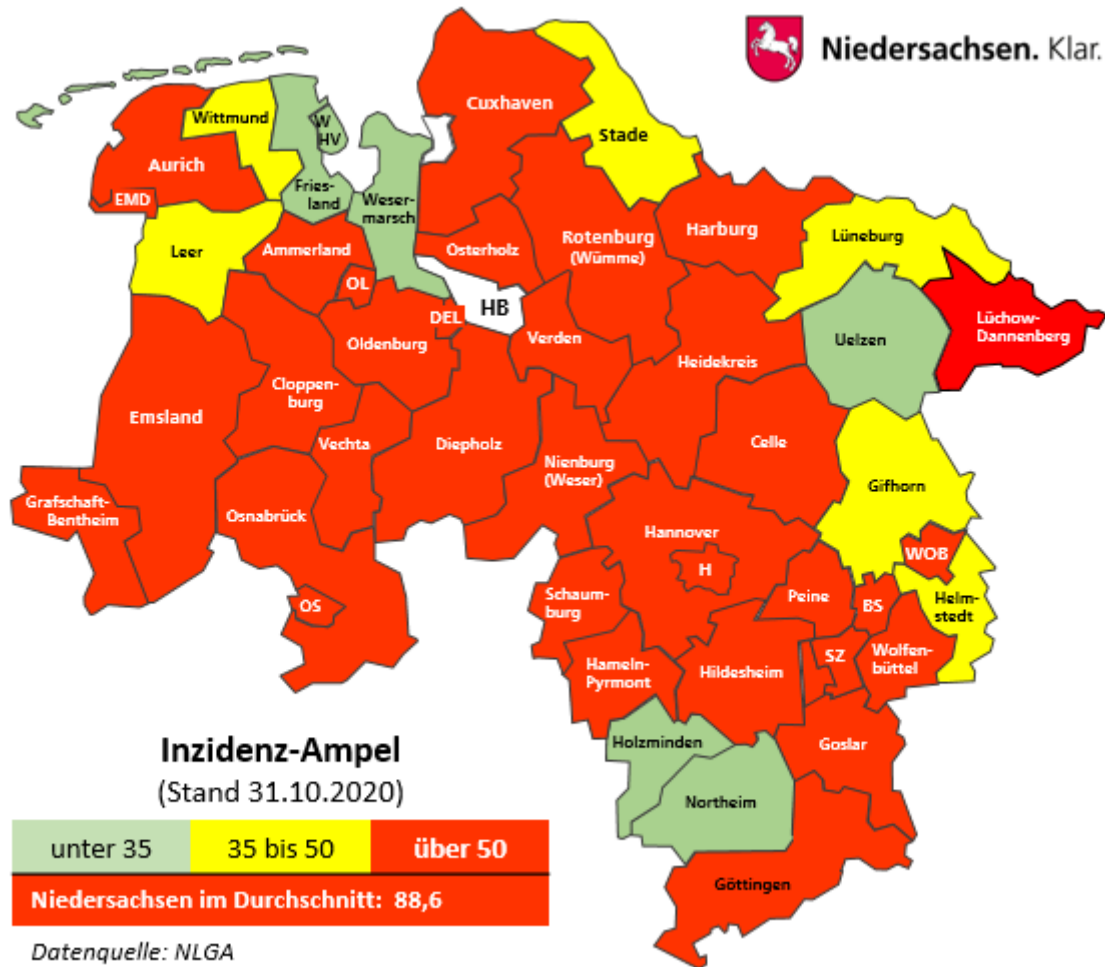 Niedersachsen. Klar.
Cuxhaven
Wittmund
W
HV
Stade
Aurich
Fries-
land
Weser-
marsch
EMD
Leer
Ammerland
Osterholz
Rotenburg
(Wümme)
Harburg
Lüneburg
OL
HB
DEL
Lüchow-
Dannenberg
Uelzen
Oldenburg
Verden
Heidekreis
Cloppen-
burg
Emsland
Vechta
Diepholz
Celle
Nienburg
(Weser)
Gifhorn
Grafschaft-
Bentheim
Osnabrück
Hannover
WOB
H
Schaum-
burg
Peine
BS
Helm-
stedt
OS
Hameln-
Pyrmont
Hildesheim
SZ
Wolfen-
büttel
Holzminden
Goslar
Northeim
Göttingen
Inzidenz-Ampel
(Stand 31.10.2020)
unter 35
35 bis 50
über 50
Niedersachsen im Durchschnitt: 88,6
Datenquelle: NLGA